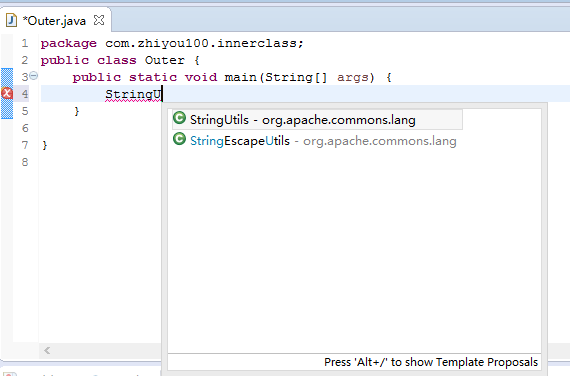 *Outer.java
1 package com.zhiyou100.innerclass;
2 public class Outer {
3 public static void main(String[] args) {
4 StringU
5 }
6
7 }
8
StringUtils - org.apache.commons.lang
StringEscapeUtils - org.apache.commons.lang
Press 'Alt+/' to show Template Proposals